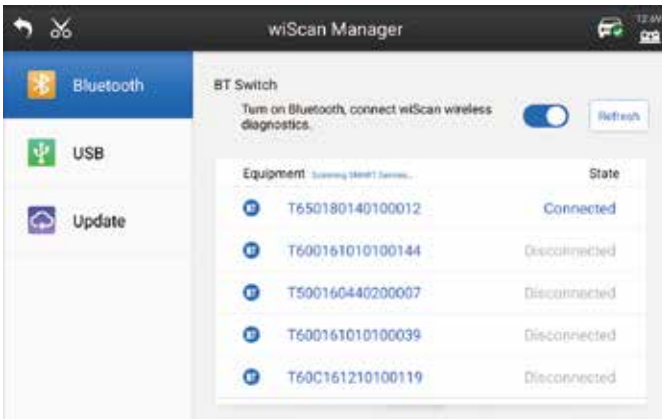 wiScan Manager
Bluetooth
USB
Update
BT Switch
Turn on Bluetooth, connect wiScan wireless
diagnostics.
Refresh
Equipment
State
T650180140100012 Connected
T600161010100144 Disconnected
T500160440200007 Disconnected
T600161010100039 Disconnected
T60C161210100119 Disconnected